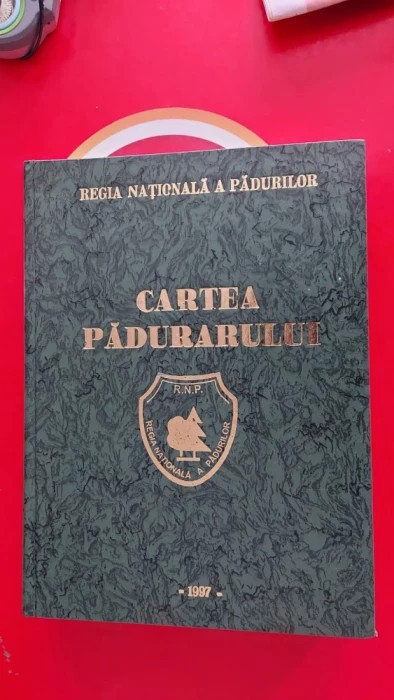 REGIA NAȚIONALĂ A PĂDURILOR
CARTEA
PĂDURARULUI
R.N.P.
REGIA NAȚIONALĂ A PĂDURILOR
- 1997 -